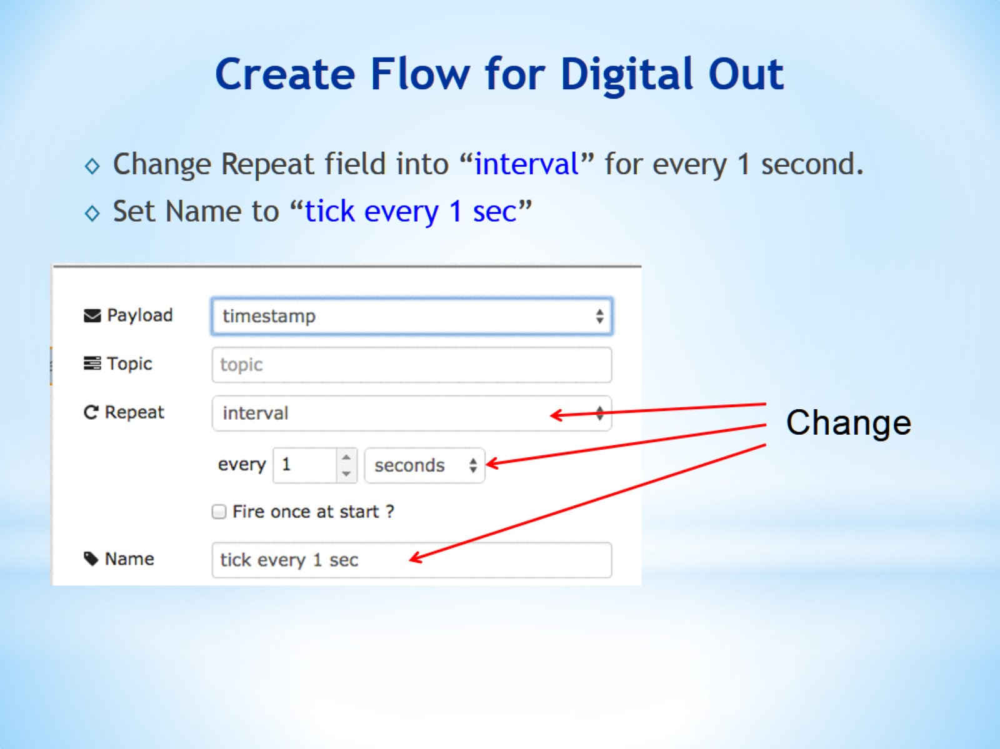 Create Flow for Digital Out
Change Repeat field into “interval” for every 1 second.
Set Name to “tick every 1 sec”
Payload timestamp
Topic topic
Repeat interval
every 1 seconds
Change
Fire once at start ?
Name tick every 1 sec